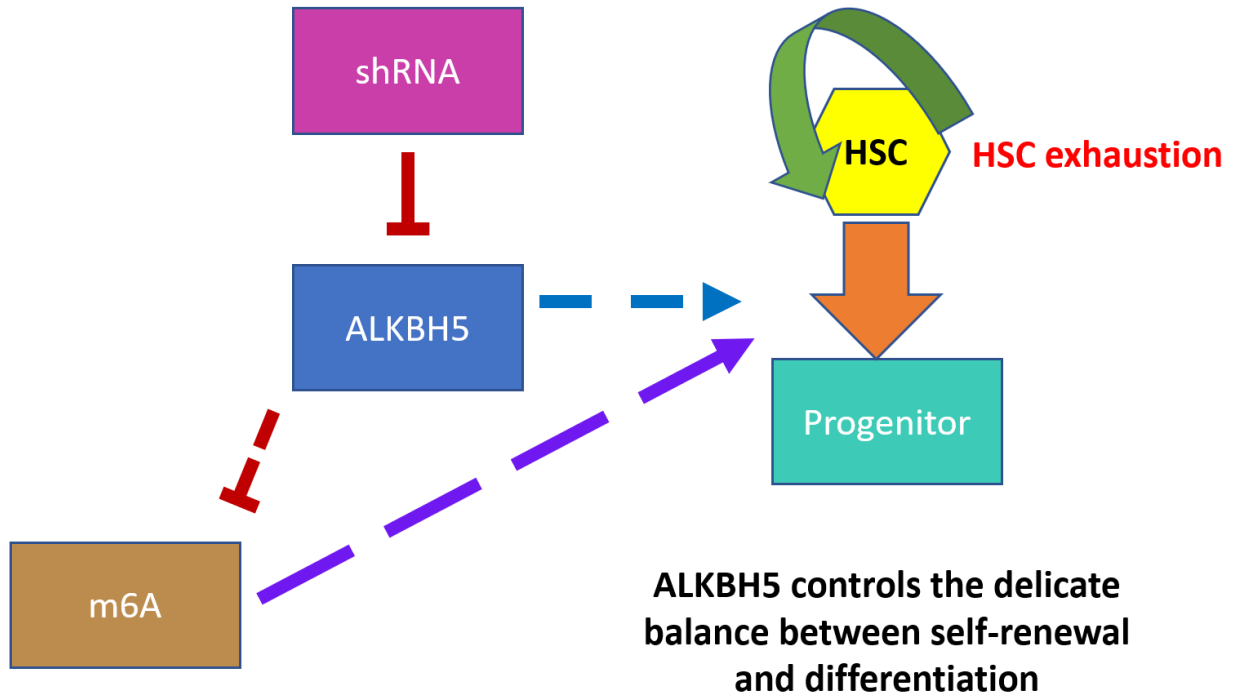 shRNA
HSC
HSC exhaustion
ALKBH5
Progenitor
m6A
ALKBH5 controls the delicate
balance between self-renewal
and differentiation